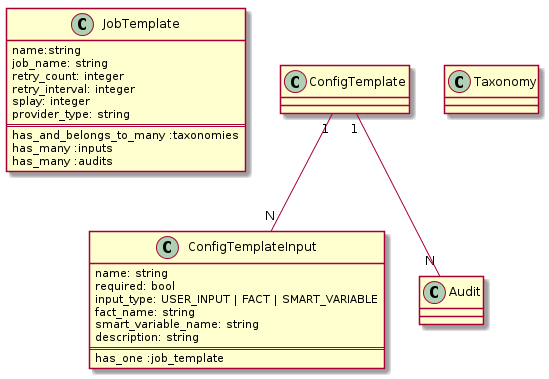 C JobTemplate
name:string
job_name: string
retry_count: integer
retry_interval: integer
splay: integer
provider_type: string
has_and_belongs_to_many :taxonomies
has_many :inputs
has_many :audits
C ConfigTemplate
C Taxonomy
1 1
N
N
C ConfigTemplateInput
name: string
required: bool
input_type: USER_INPUT | FACT | SMART_VARIABLE
fact_name: string
smart_variable_name: string
description: string
has_one :job_template
C Audit